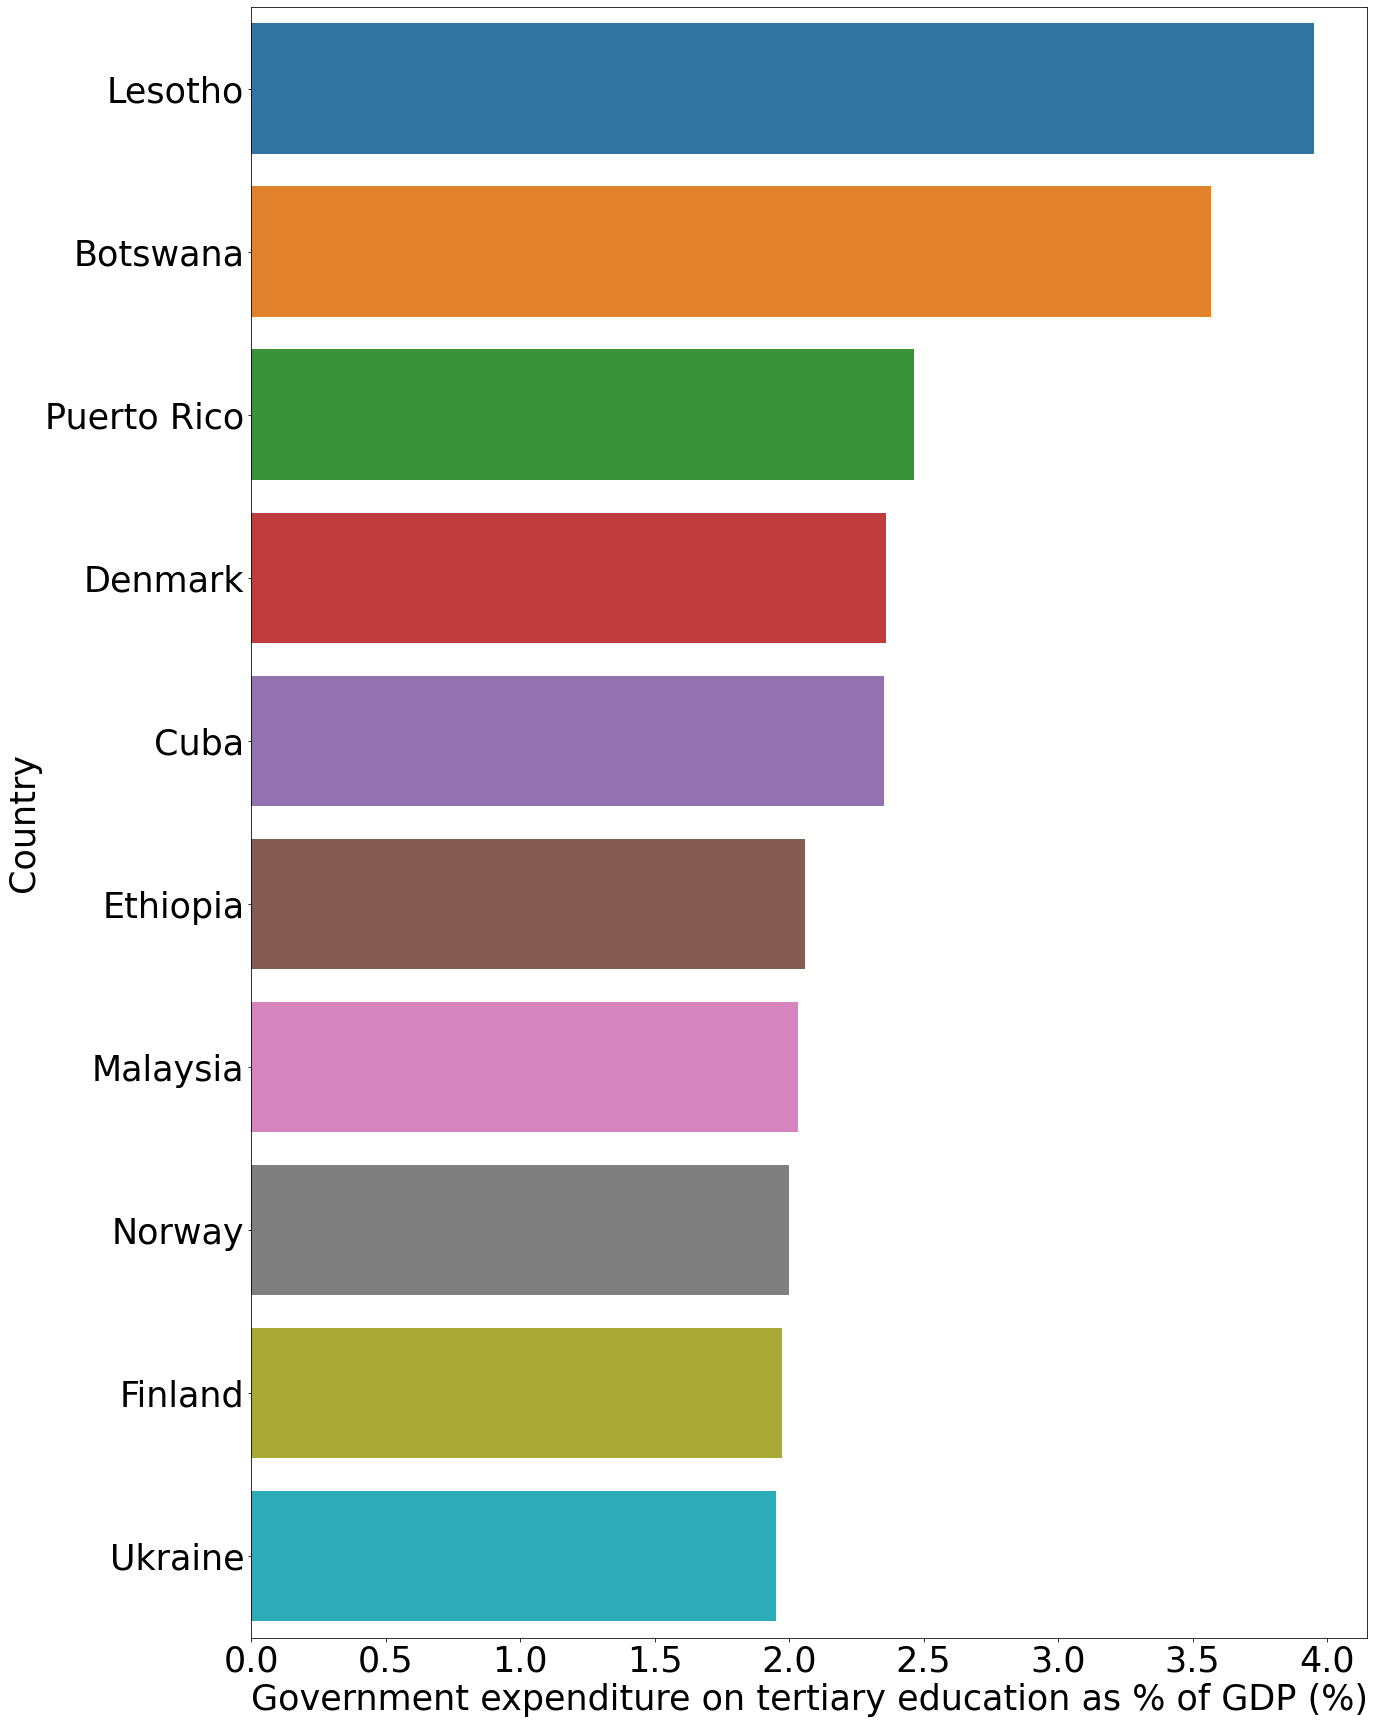 Lesotho
Botswana
Puerto Rico
Denmark
Cuba
Ethiopia
Malaysia
Norway
Finland
Ukraine
Country
0.0 0.5 1.0 1.5 2.0 2.5 3.0 3.5 4.0
Government expenditure on tertiary education as % of GDP (%)